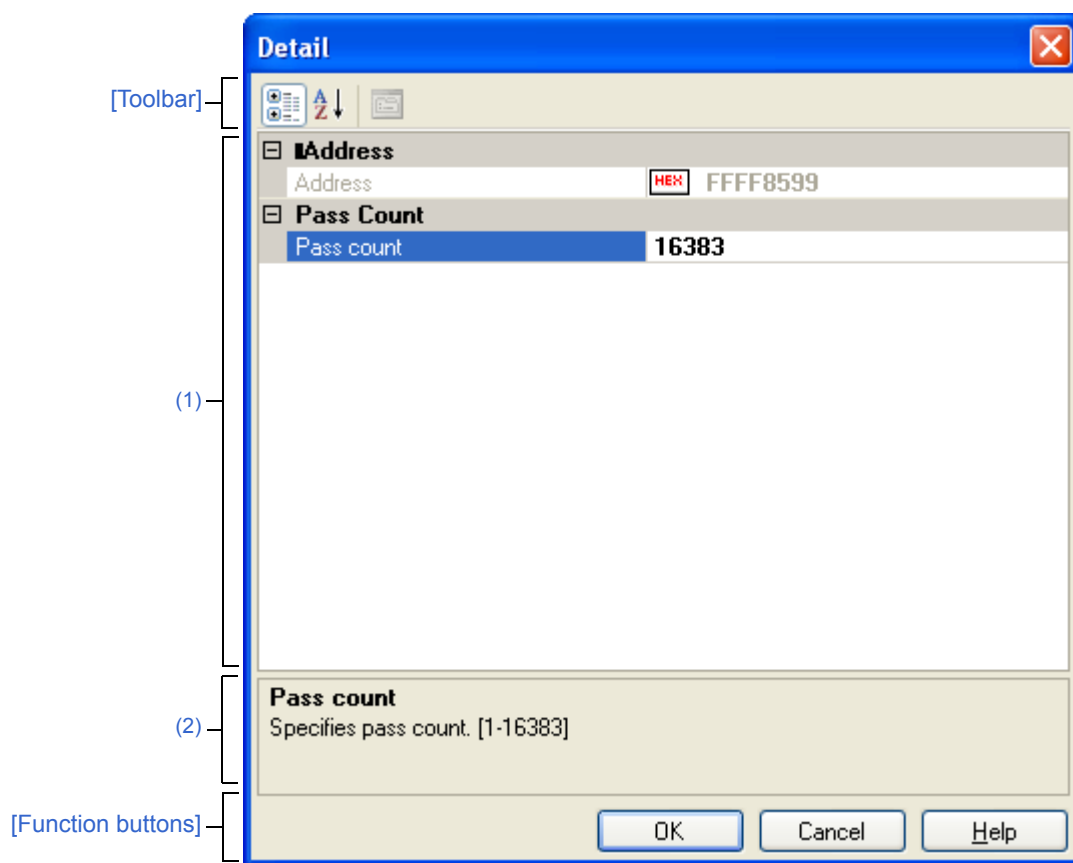 Detail
[Toolbar]
A
Z
Address
Address HEX FFFF8599
Pass Count
Pass count 16383
(1)
Pass count
Specifies pass count. [1-16383]
(2)
[Function buttons]
OK Cancel Help